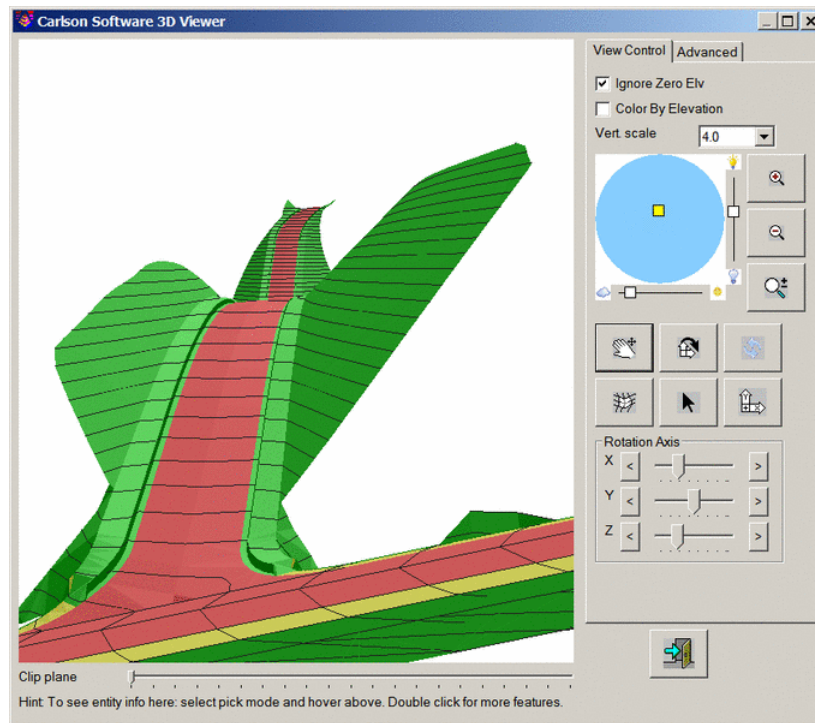 Carlson Software 3D Viewer
View Control
Advanced
Ignore Zero Elv
Color By Elevation
Vert. scale
4.0
Rotation Axis
X < >
Y < >
Z < >
Clip plane
Hint: To see entity info here: select pick mode and hover above. Double click for more features.